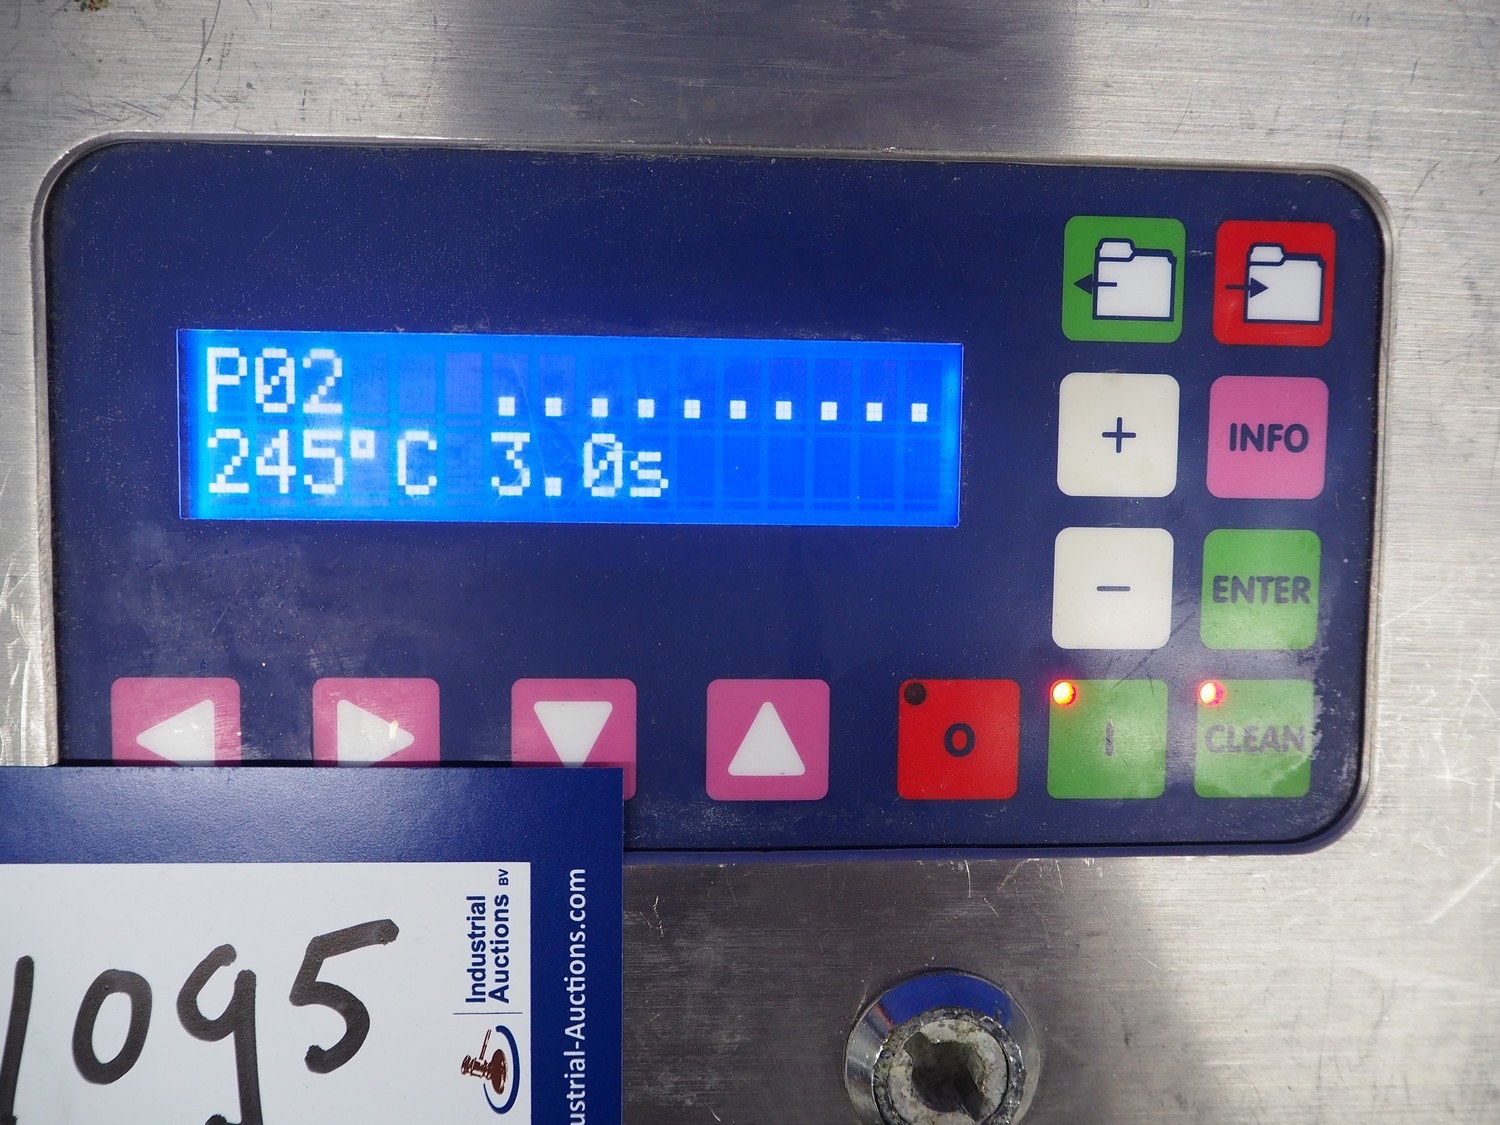 P02 ..........
245°C 3.0s
+
INFO
-
ENTER
O
I
CLEAN
1095
Industrial
Auctions BV
ustrial-Auctions.com